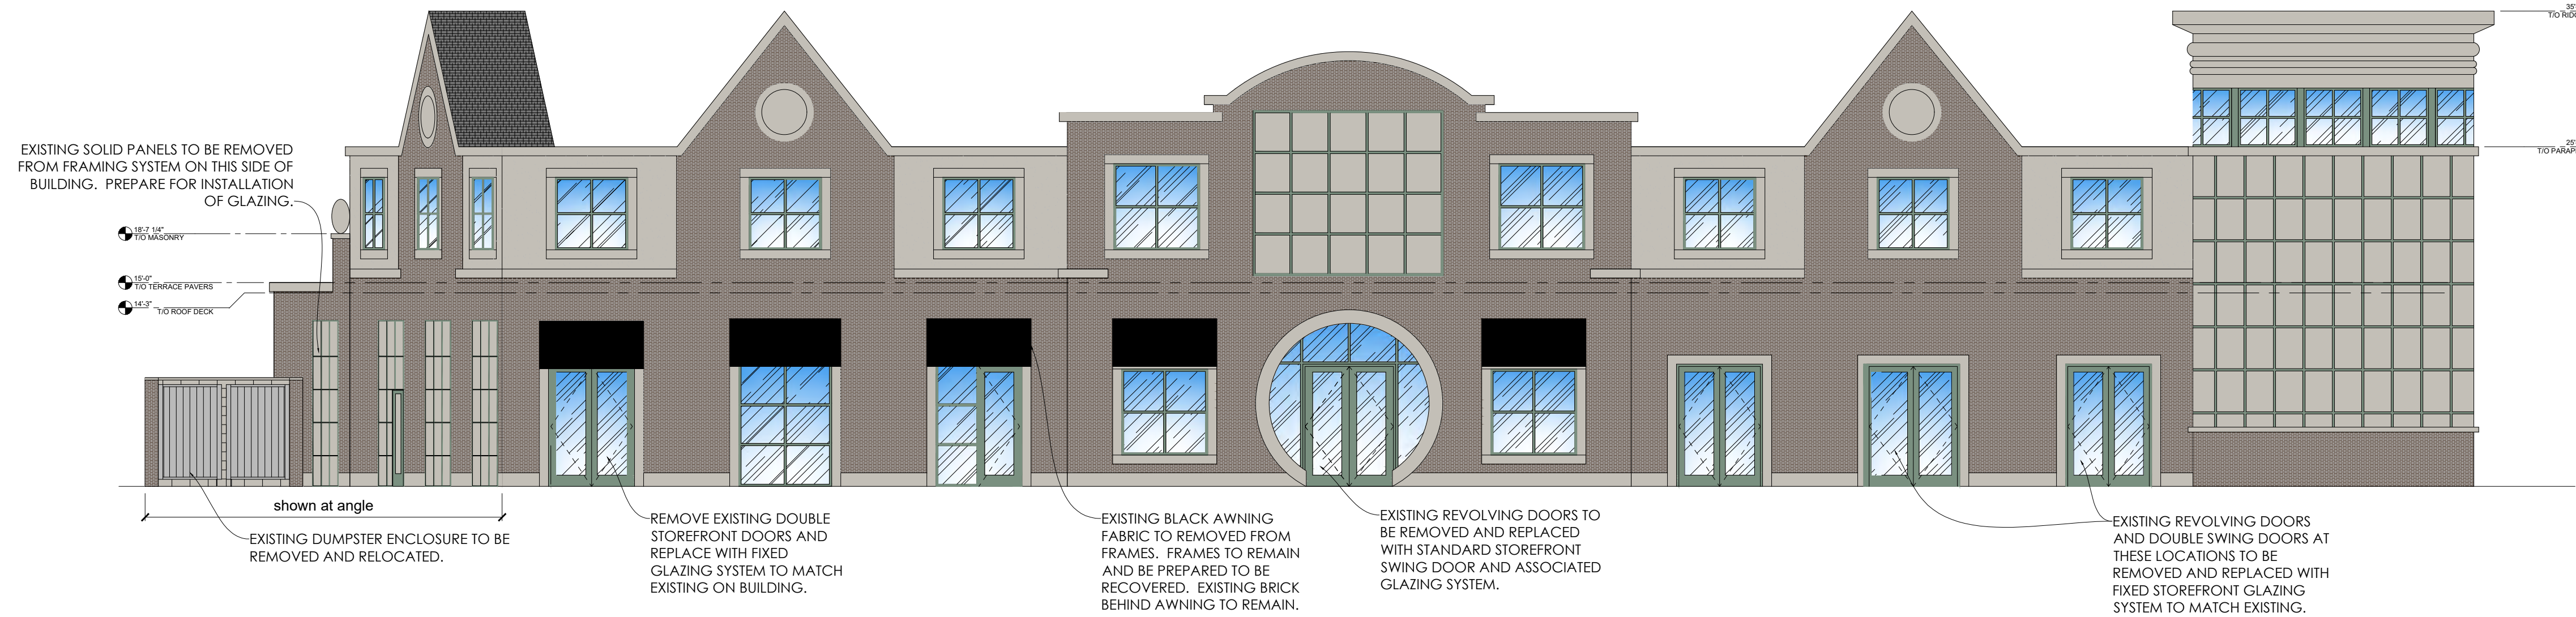 35'
T/O RIDG
EXISTING SOLID PANELS TO BE REMOVED
FROM FRAMING SYSTEM ON THIS SIDE OF
BUILDING. PREPARE FOR INSTALLATION
OF GLAZING.
25'
T/O PARAP
18'-7 1/4"
T/O MASONRY
15'-0"
T/O TERRACE PAVERS
14'-3"
T/O ROOF DECK
shown at angle
EXISTING DUMPSTER ENCLOSURE TO BE
REMOVED AND RELOCATED.
REMOVE EXISTING DOUBLE
STOREFRONT DOORS AND
REPLACE WITH FIXED
GLAZING SYSTEM TO MATCH
EXISTING ON BUILDING.
EXISTING BLACK AWNING
FABRIC TO REMOVED FROM
FRAMES. FRAMES TO REMAIN
AND BE PREPARED TO BE
RECOVERED. EXISTING BRICK
BEHIND AWNING TO REMAIN.
EXISTING REVOLVING DOORS TO
BE REMOVED AND REPLACED
WITH STANDARD STOREFRONT
SWING DOOR AND ASSOCIATED
GLAZING SYSTEM.
EXISTING REVOLVING DOORS
AND DOUBLE SWING DOORS AT
THESE LOCATIONS TO BE
REMOVED AND REPLACED WITH
FIXED STOREFRONT GLAZING
SYSTEM TO MATCH EXISTING.